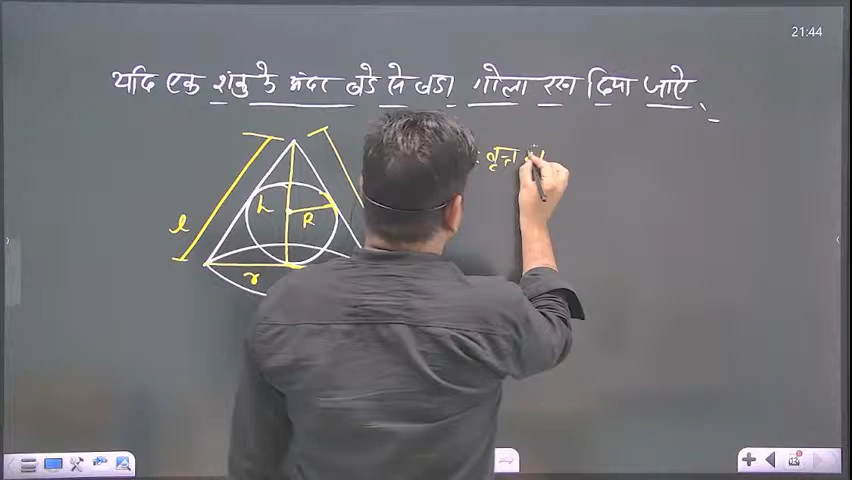 21:44
यदि एक शंकु के अंदर बडे से बडा गोला रख दिया जाऐ
l
h
R
r